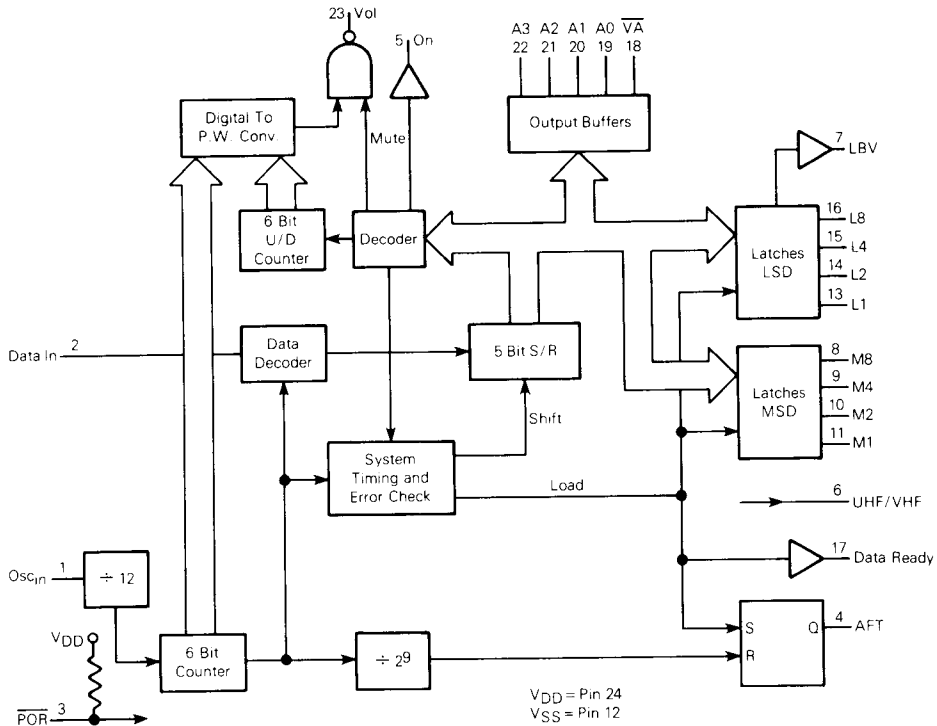 23 Vol
5 On
A3 A2 A1 A0 VA
22 21 20 19 18
Digital To
P.W. Conv.
Mute
Output Buffers
7 LBV
6 Bit
U/D
Counter
Decoder
Latches
LSD
16 L8
15 L4
14 L2
13 L1
Data In 2
Data
Decoder
5 Bit S/R
Latches
MSD
8 M8
9 M4
10 M2
11 M1
Shift
System
Timing and
Error Check
Load
6 UHF/VHF
Oscin 1
÷ 12
17 Data Ready
VDD
6 Bit
Counter
÷ 2⁹
S Q
R
4 AFT
POR 3
VDD = Pin 24
VSS = Pin 12